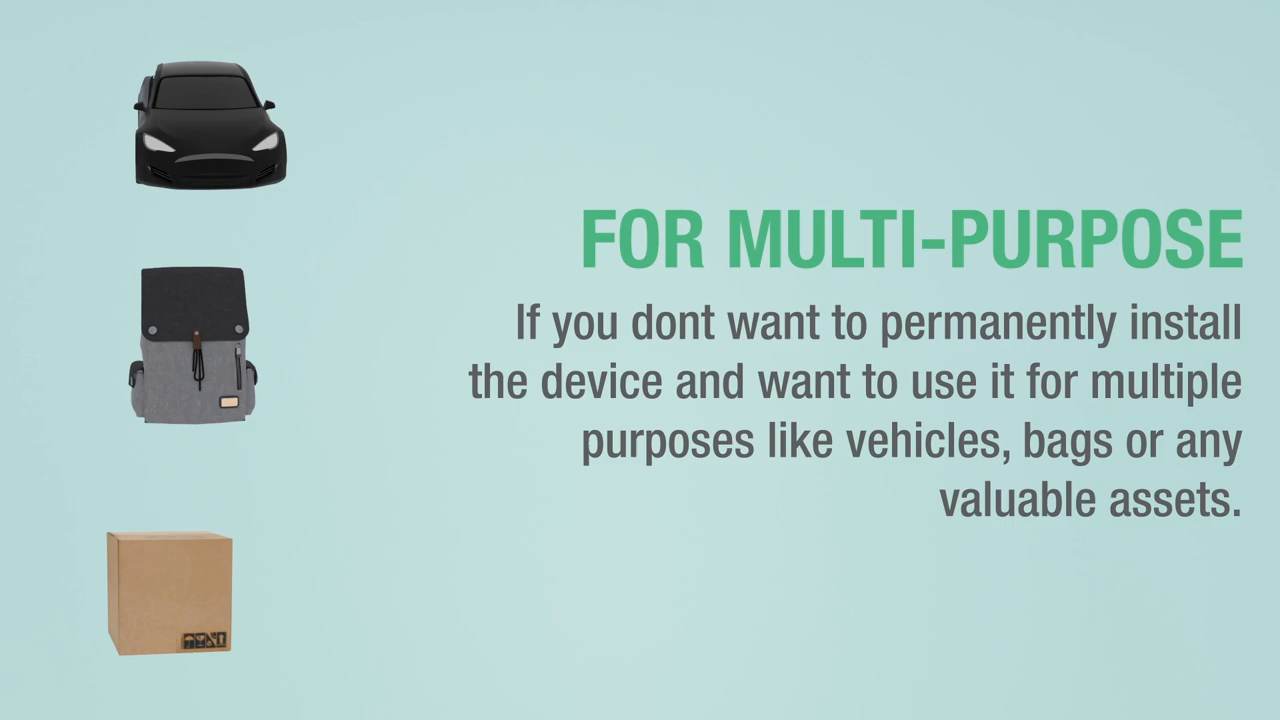 FOR MULTI-PURPOSE
If you dont want to permanently install
the device and want to use it for multiple
purposes like vehicles, bags or any
valuable assets.